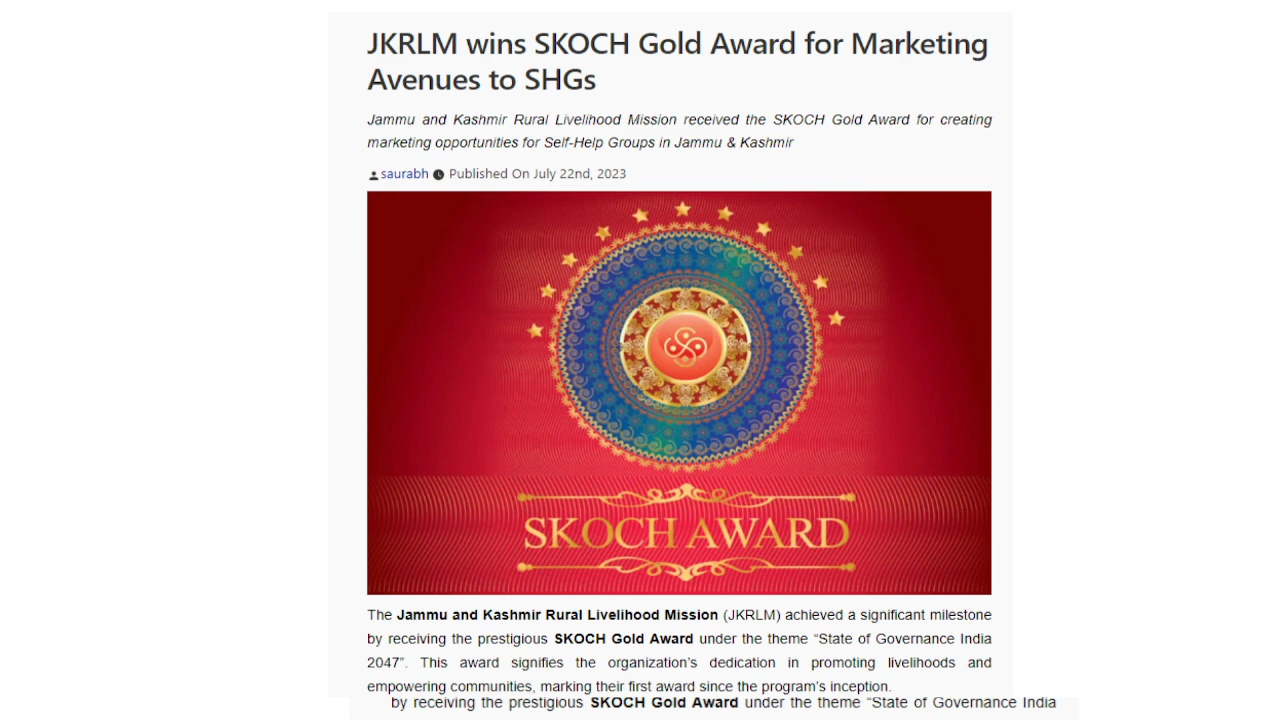 JKRLM wins SKOCH Gold Award for Marketing
Avenues to SHGs
Jammu and Kashmir Rural Livelihood Mission received the SKOCH Gold Award for creating
marketing opportunities for Self-Help Groups in Jammu & Kashmir
saurabh Published On July 22nd, 2023
SKOCH AWARD
The Jammu and Kashmir Rural Livelihood Mission (JKRLM) achieved a significant milestone
by receiving the prestigious SKOCH Gold Award under the theme “State of Governance India
2047”. This award signifies the organization’s dedication in promoting livelihoods and
empowering communities, marking their first award since the program’s inception.
by receiving the prestigious SKOCH Gold Award under the theme “State of Governance India